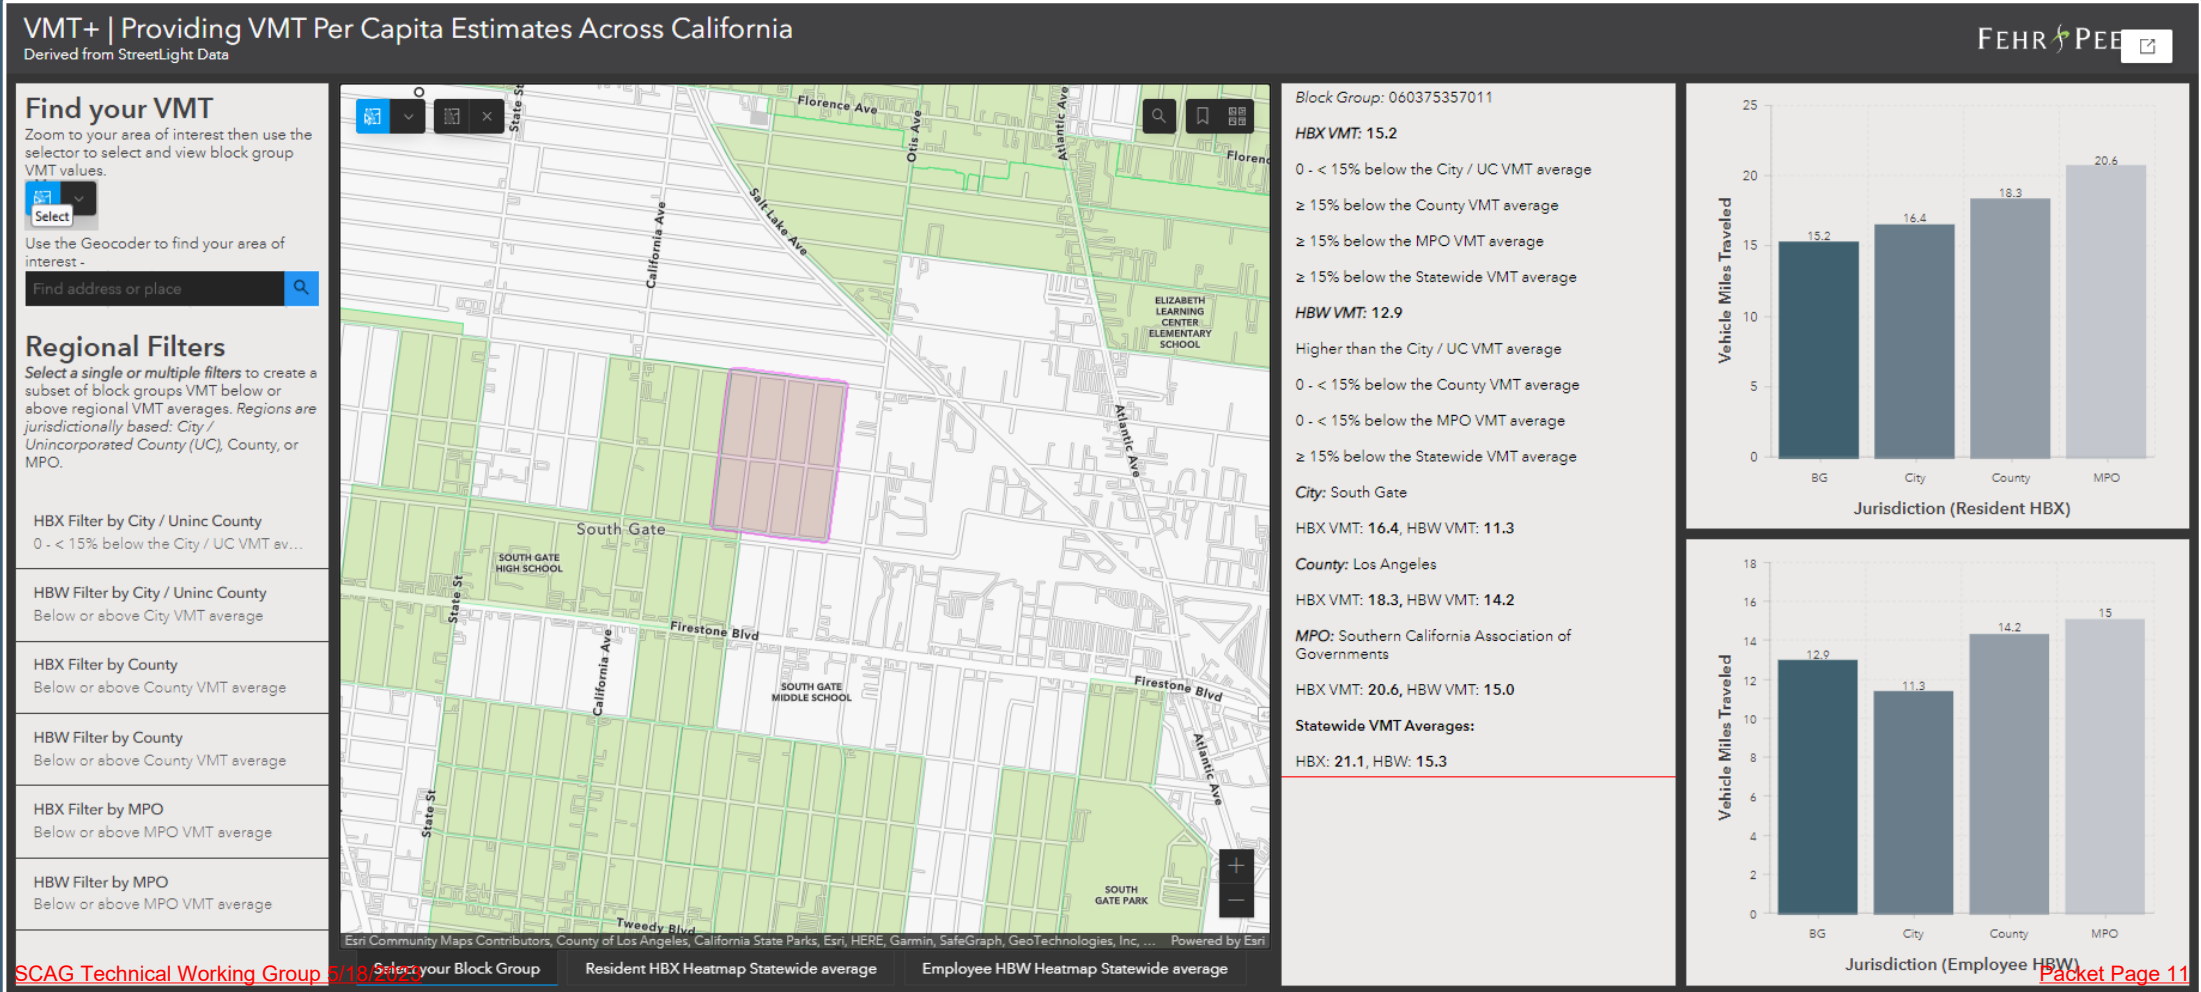 VMT+ | Providing VMT Per Capita Estimates Across California
Derived from StreetLight Data
FEHR PEE
Find your VMT
Zoom to your area of interest then use the
selector to select and view block group
VMT values.
Select
Use the Geocoder to find your area of
interest -
Find address or place
Regional Filters
Select a single or multiple filters to create a
subset of block groups VMT below or
above regional VMT averages. Regions are
jurisdictionally based: City /
Unincorporated County (UC), County, or
MPO.
HBX Filter by City / Uninc County
0 - < 15% below the City / UC VMT av...
HBW Filter by City / Uninc County
Below or above City VMT average
HBX Filter by County
Below or above County VMT average
HBW Filter by County
Below or above County VMT average
HBX Filter by MPO
Below or above MPO VMT average
HBW Filter by MPO
Below or above MPO VMT average
State St
Florence Ave
Otis Ave
Atlantic Ave
Florenc
California Ave
Salt Lake Ave
ELIZABETH
LEARNING
CENTER
ELEMENTARY
SCHOOL
Atlantic Ave
South Gate
SOUTH GATE
HIGH SCHOOL
State St
Firestone Blvd
California Ave
SOUTH GATE
MIDDLE SCHOOL
Firestone Blvd
Atlantic Ave
State St
SOUTH
GATE PARK
Tweedy Blvd
Esri Community Maps Contributors, County of Los Angeles, California State Parks, Esri, HERE, Garmin, SafeGraph, GeoTechnologies, Inc, ... Powered by Esri
Select your Block Group
Resident HBX Heatmap Statewide average
Employee HBW Heatmap Statewide average
Block Group: 060375357011
HBX VMT: 15.2
0 - < 15% below the City / UC VMT average
≥ 15% below the County VMT average
≥ 15% below the MPO VMT average
≥ 15% below the Statewide VMT average
HBW VMT: 12.9
Higher than the City / UC VMT average
0 - < 15% below the County VMT average
0 - < 15% below the MPO VMT average
≥ 15% below the Statewide VMT average
City: South Gate
HBX VMT: 16.4, HBW VMT: 11.3
County: Los Angeles
HBX VMT: 18.3, HBW VMT: 14.2
MPO: Southern California Association of
Governments
HBX VMT: 20.6, HBW VMT: 15.0
Statewide VMT Averages:
HBX: 21.1, HBW: 15.3
Vehicle Miles Traveled
25
20
15
10
5
0
15.2
16.4
18.3
20.6
BG
City
County
MPO
Jurisdiction (Resident HBX)
Vehicle Miles Traveled
18
16
14
12
10
8
6
4
2
0
12.9
11.3
14.2
15
BG
City
County
MPO
Jurisdiction (Employee HBW)
SCAG Technical Working Group 5/18/2023
Packet Page 11